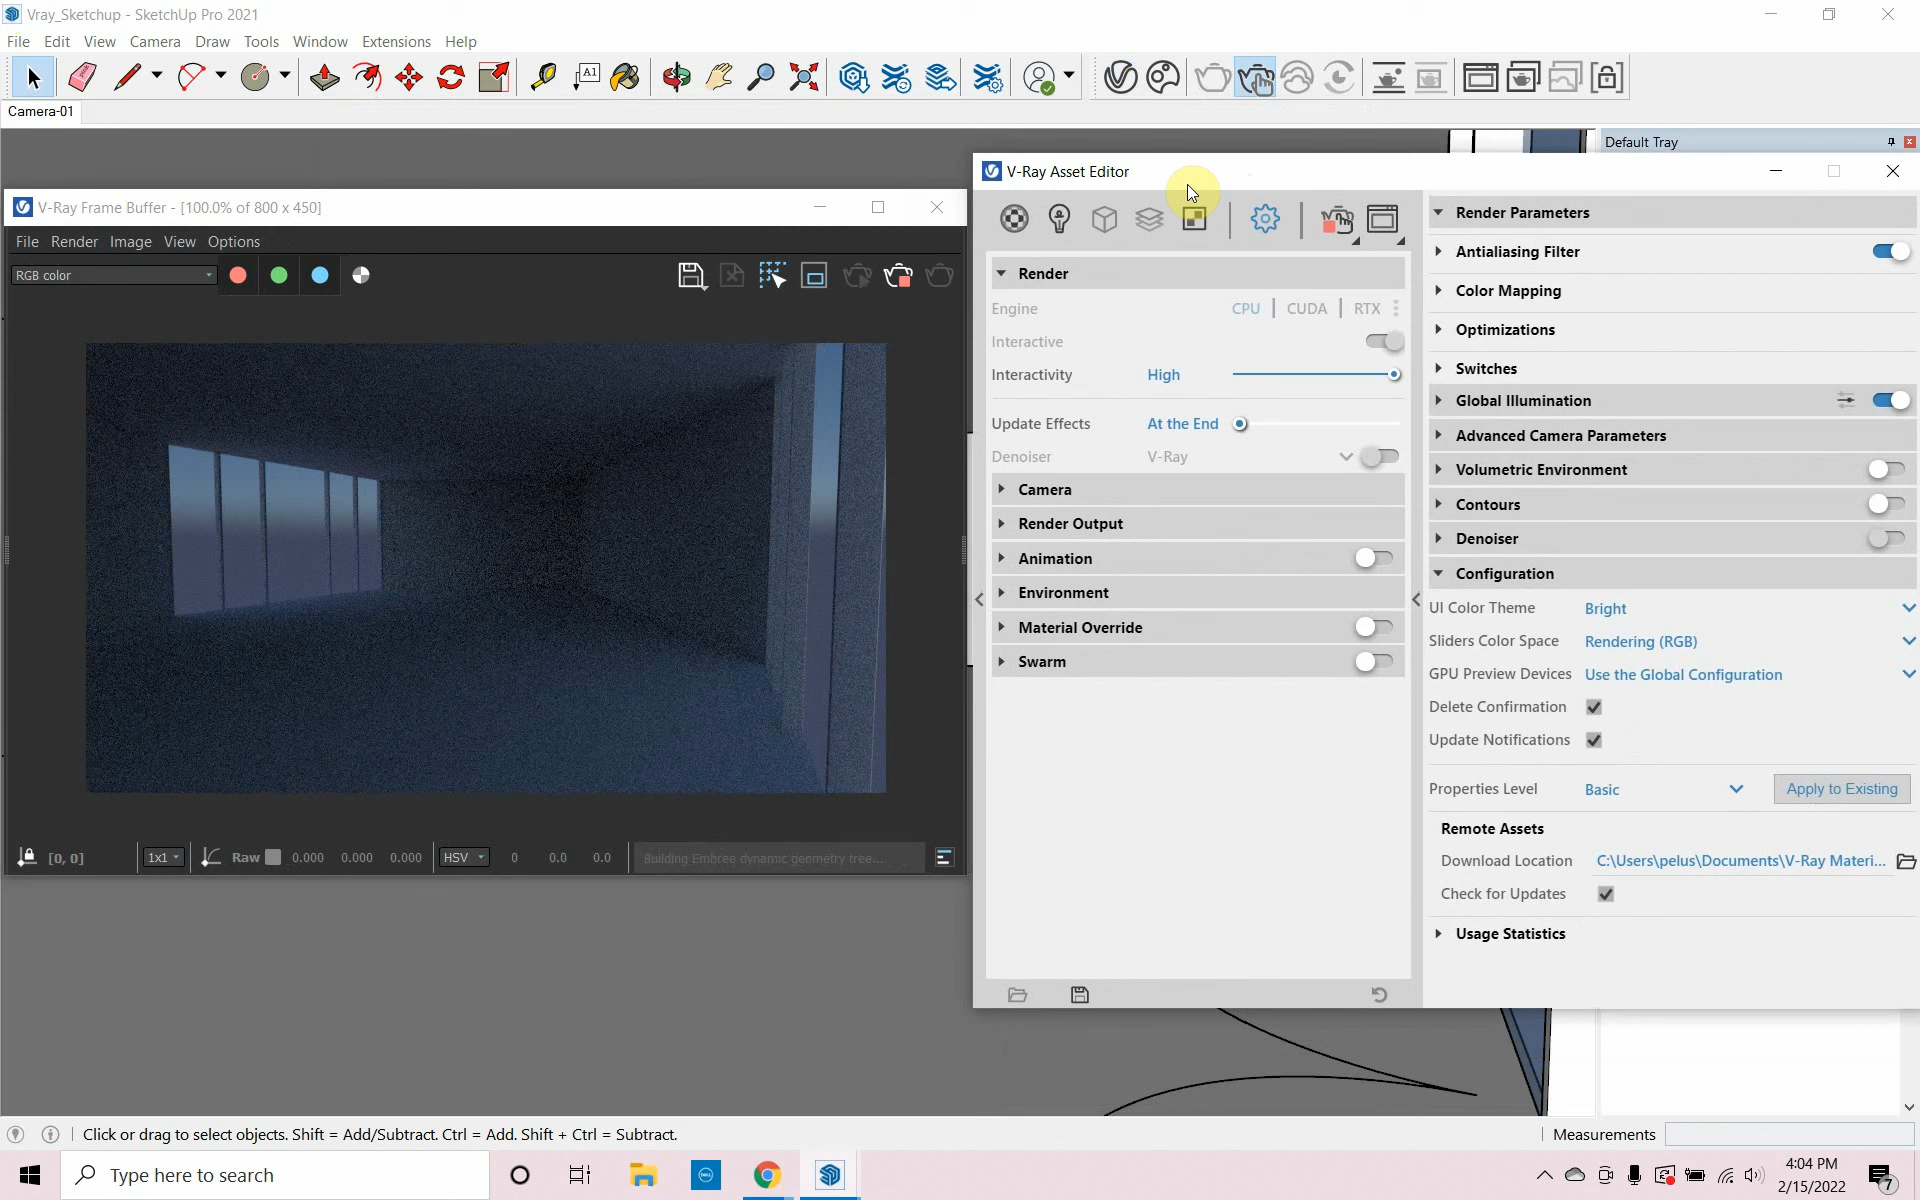 Vray_Sketchup - SketchUp Pro 2021
File Edit View Camera Draw Tools Window Extensions Help
A1
Camera-01
Default Tray
V-Ray Frame Buffer - [100.0% of 800 x 450]
File Render Image View Options
RGB color
[0, 0]
1x1
Raw
0.000 0.000 0.000
HSV
0 0.0 0.0
Building Embree dynamic geometry tree....
V-Ray Asset Editor
Render
Engine CPU CUDA RTX
Interactive
Interactivity High
Update Effects At the End
Denoiser V-Ray
Camera
Render Output
Animation
Environment
Material Override
Swarm
Render Parameters
Antialiasing Filter
Color Mapping
Optimizations
Switches
Global Illumination
Advanced Camera Parameters
Volumetric Environment
Contours
Denoiser
Configuration
UI Color Theme Bright
Sliders Color Space Rendering (RGB)
GPU Preview Devices Use the Global Configuration
Delete Confirmation
Update Notifications
Properties Level Basic Apply to Existing
Remote Assets
Download Location C:\Users\pelus\Documents\V-Ray Materi...
Check for Updates
Usage Statistics
Click or drag to select objects. Shift = Add/Subtract. Ctrl = Add. Shift + Ctrl = Subtract.
Measurements
Type here to search
DELL
4:04 PM
2/15/2022
7